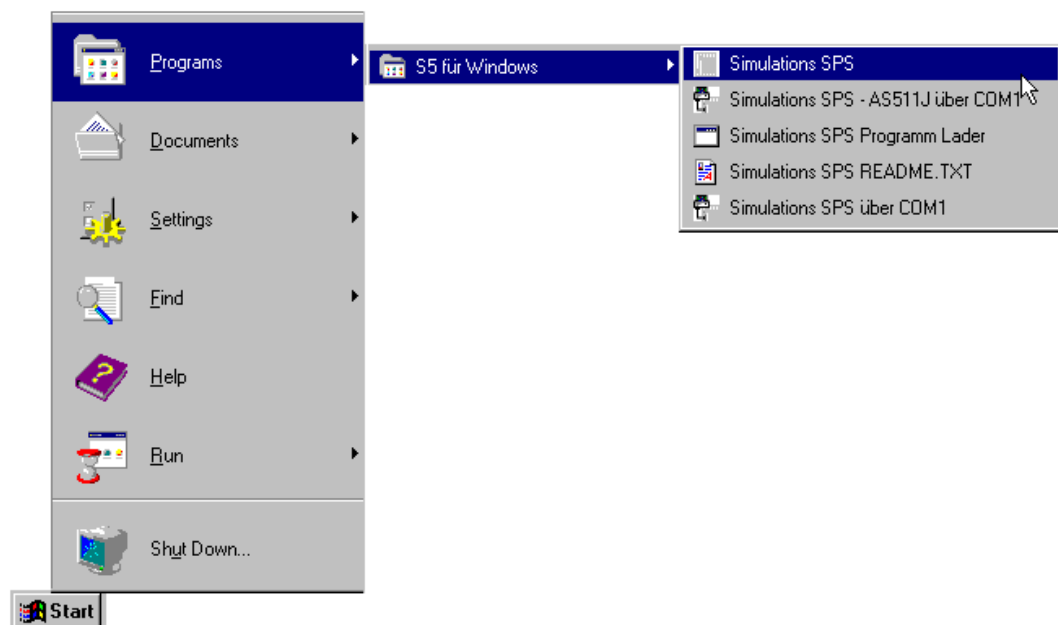 Programs
Documents
Settings
Find
Help
Run
Shut Down...
Start
S5 für Windows
Simulations SPS
Simulations SPS - AS511J über COM1
Simulations SPS Programm Lader
Simulations SPS README.TXT
Simulations SPS über COM1